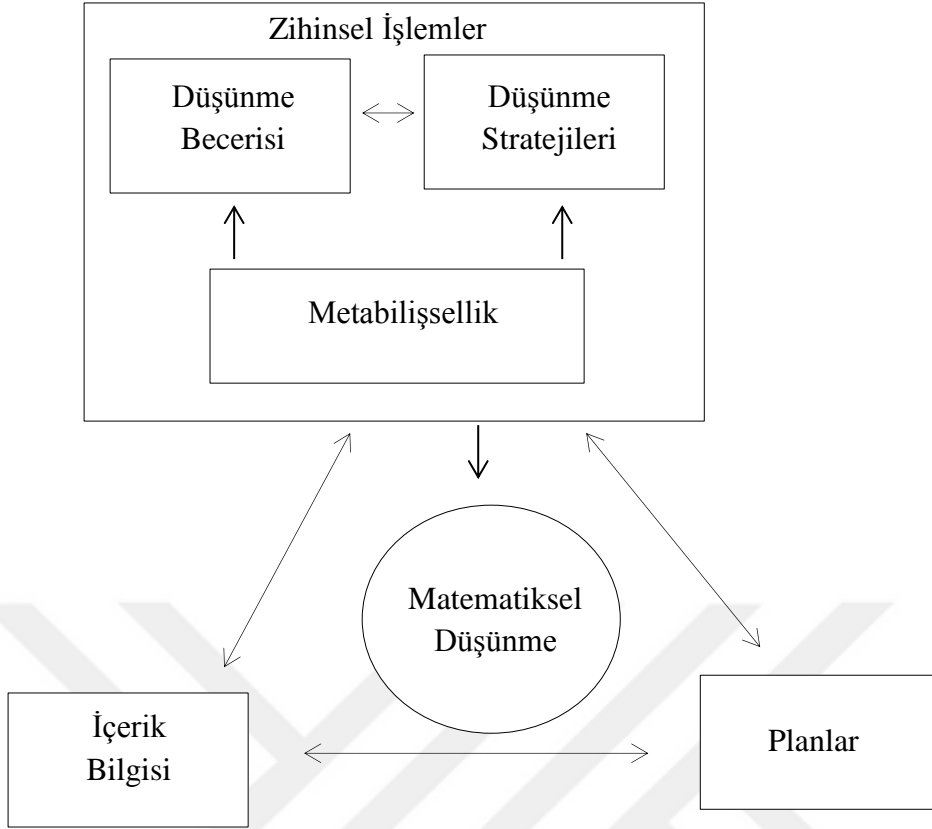 Zihinsel İşlemler
Düşünme
Becerisi
Düşünme
Stratejileri
Metabilişsellik
Matematiksel
Düşünme
İçerik
Bilgisi
Planlar